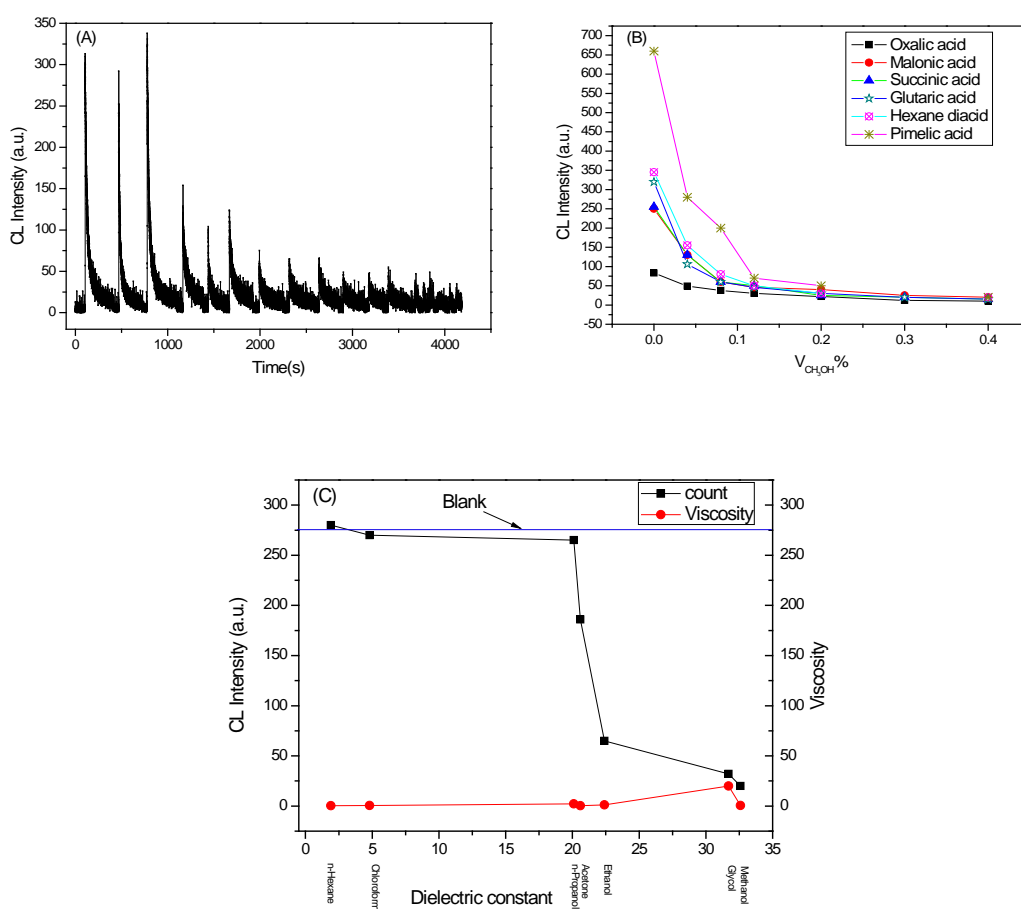 (A)
350
300
250
200
150
100
50
0
CL Intensity (a.u.)
0 1000 2000 3000 4000
Time(s)
(B)
Oxalic acid
Malonic acid
Succinic acid
Glutaric acid
Hexane diacid
Pimelic acid
700
650
600
550
500
450
400
350
300
250
200
150
100
50
0
-50
CL Intensity (a.u.)
0.0 0.1 0.2 0.3 0.4
VCH3OH%
(C)
Blank
count
Viscosity
300
250
200
150
100
50
0
CL Intensity (a.u.)
300
250
200
150
100
50
0
Viscosity
0 5 10 15 20 25 30 35
n-Hexane
Chloroform
Dielectric constant
n-Propanol
Acetone
Ethanol
Glycol
Methanol